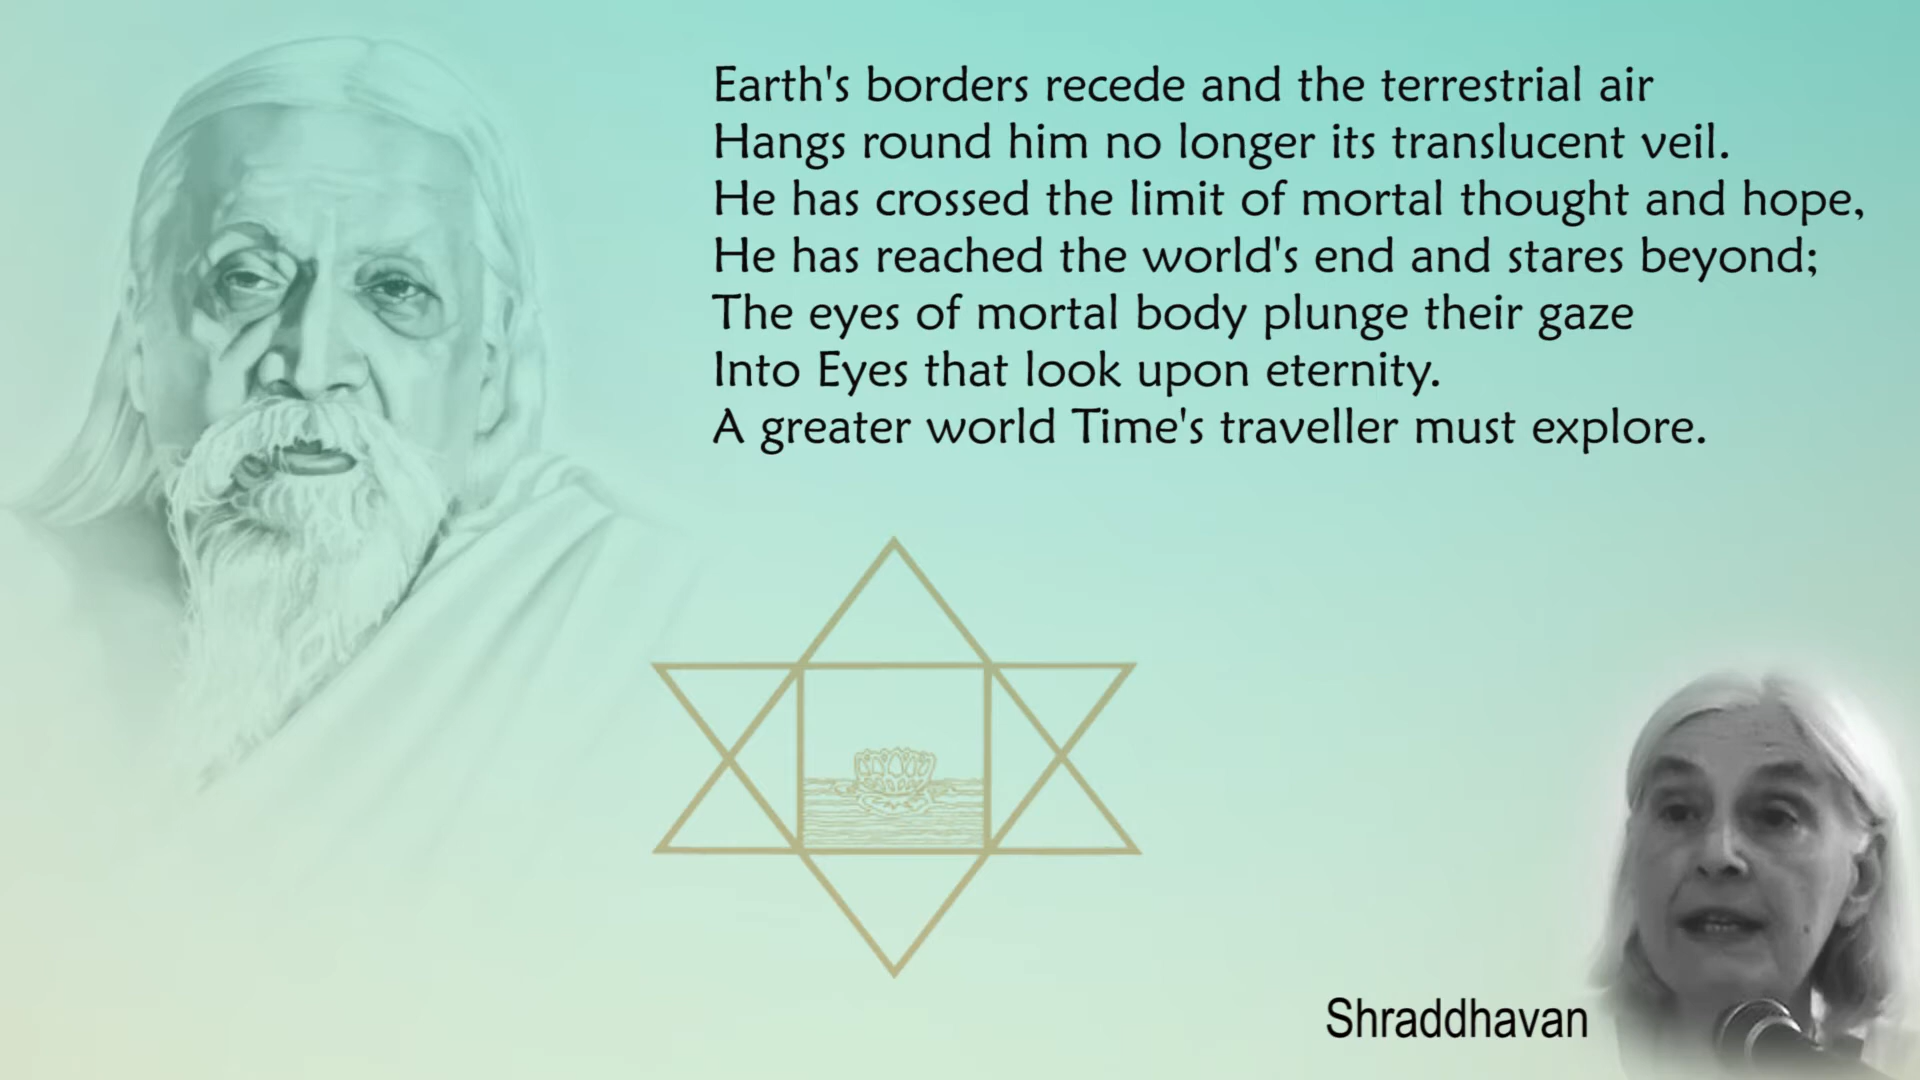 Earth's borders recede and the terrestrial air
Hangs round him no longer its translucent veil.
He has crossed the limit of mortal thought and hope,
He has reached the world's end and stares beyond;
The eyes of mortal body plunge their gaze
Into Eyes that look upon eternity.
A greater world Time's traveller must explore.
Shraddhavan